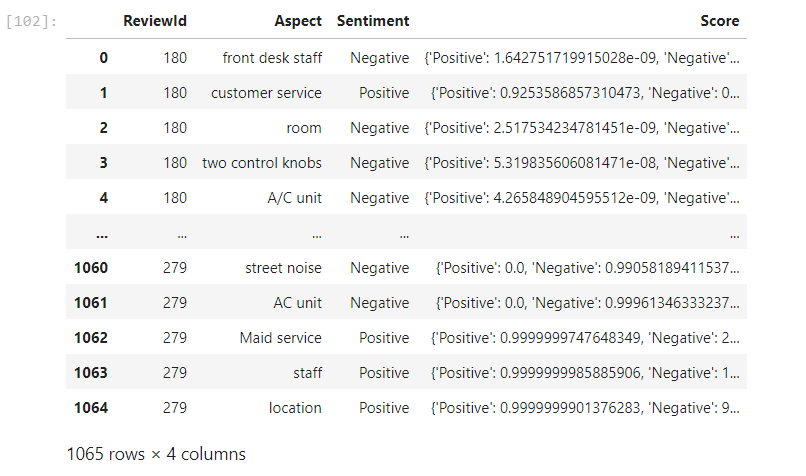 [102]: ReviewId Aspect Sentiment Score
0 180 front desk staff Negative {'Positive': 1.642751719915028e-09, 'Negative'...
1 180 customer service Positive {'Positive': 0.9253586857310473, 'Negative': 0...
2 180 room Negative {'Positive': 2.517534234781451e-09, 'Negative'...
3 180 two control knobs Negative {'Positive': 5.319835606081471e-08, 'Negative'...
4 180 A/C unit Negative {'Positive': 4.265848904595512e-09, 'Negative'...
... ... ... ... ...
1060 279 street noise Negative {'Positive': 0.0, 'Negative': 0.99058189411537...
1061 279 AC unit Negative {'Positive': 0.0, 'Negative': 0.99961346333237...
1062 279 Maid service Positive {'Positive': 0.9999999747648349, 'Negative': 2...
1063 279 staff Positive {'Positive': 0.9999999985885906, 'Negative': 1...
1064 279 location Positive {'Positive': 0.9999999901376283, 'Negative': 9...
1065 rows × 4 columns